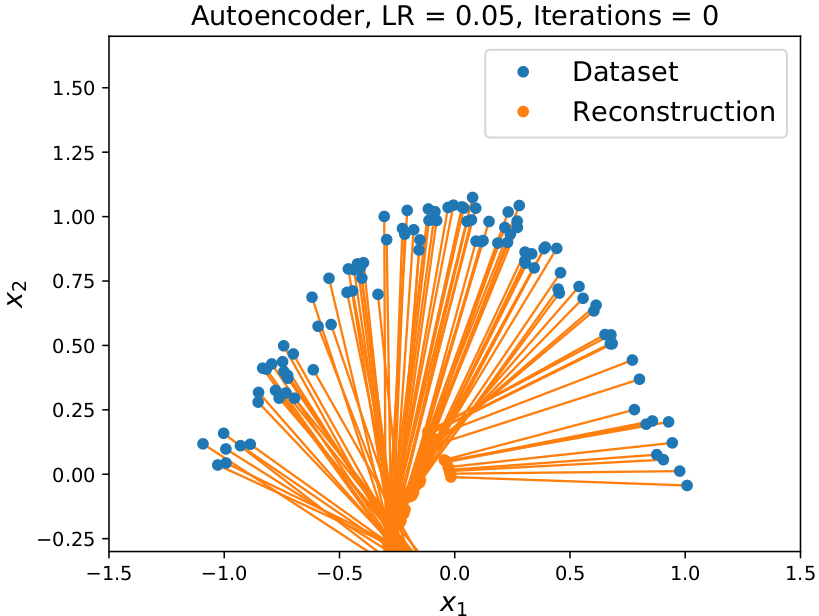 Autoencoder, LR = 0.05, Iterations = 0
Dataset
Reconstruction
1.50
1.25
1.00
0.75
0.50
0.25
0.00
−0.25
x₂
−1.5 −1.0 −0.5 0.0 0.5 1.0 1.5
x₁